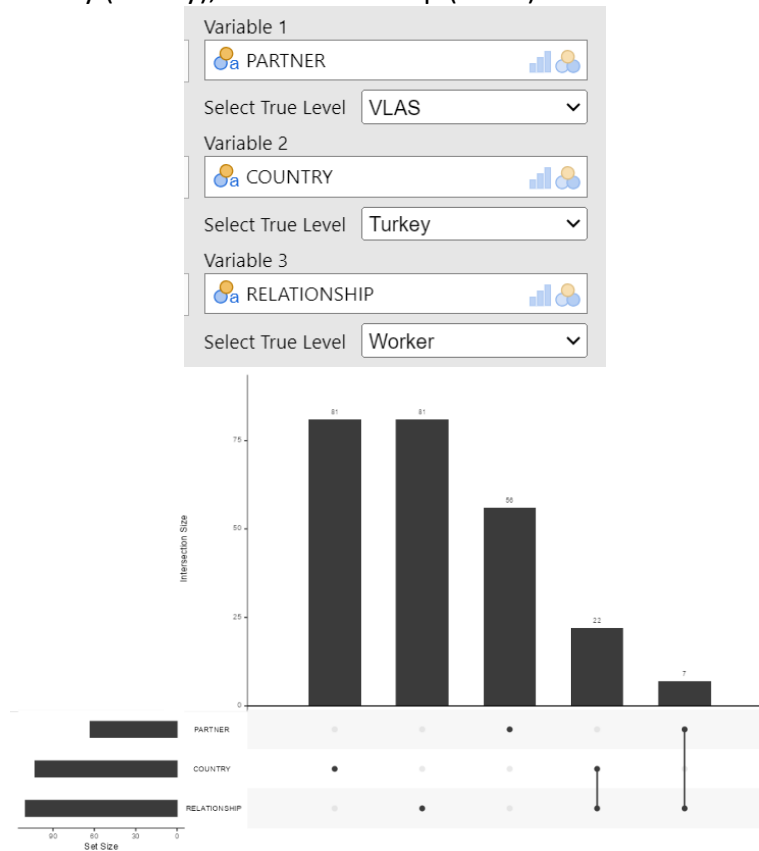 Variable 1
a PARTNER
Select True Level VLAS
Variable 2
a COUNTRY
Select True Level Turkey
Variable 3
a RELATIONSHIP
Select True Level Worker
81 81
75
56
50
Intersection Size
25
22
7
0
PARTNER
COUNTRY
RELATIONSHIP
90 60 30 0
Set Size